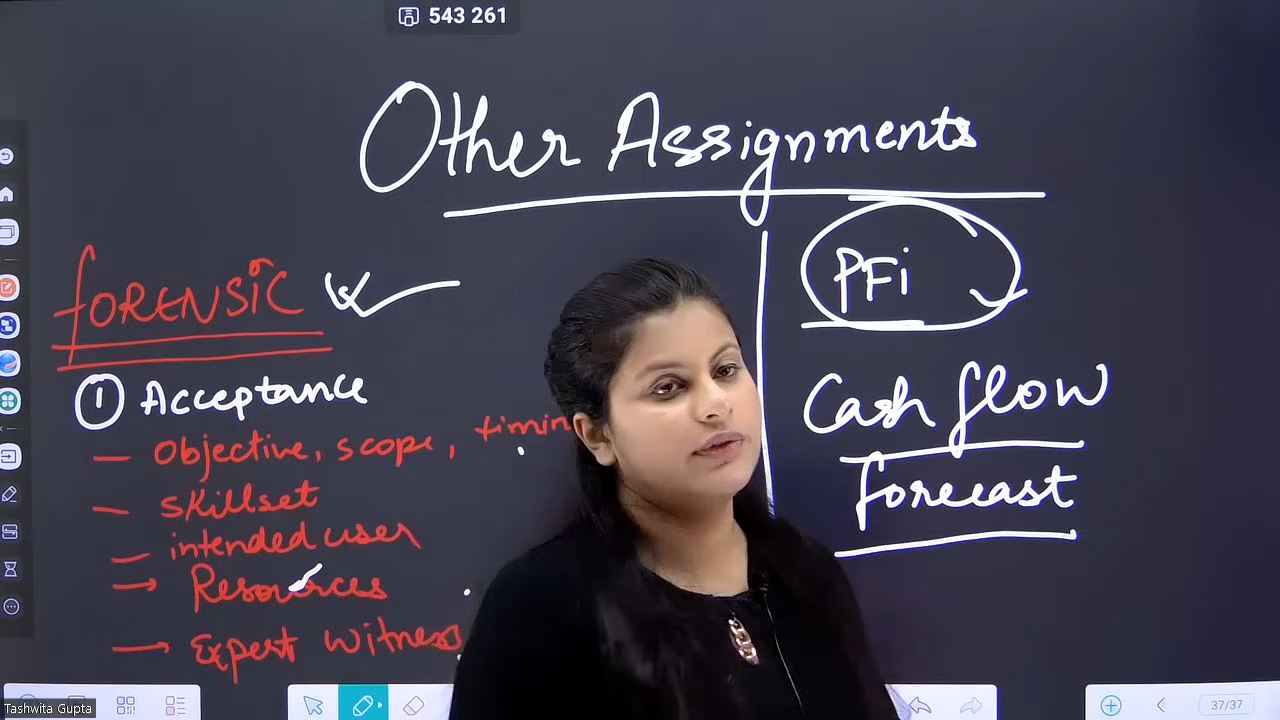 543 261
Other Assignments
FORENSIC
① Acceptance
— Objective, scope, timin
— skillset
— intended user
→ Resources
→ Expert witness
PFi
Cash flow
forecast
Tashwita Gupta
37/37